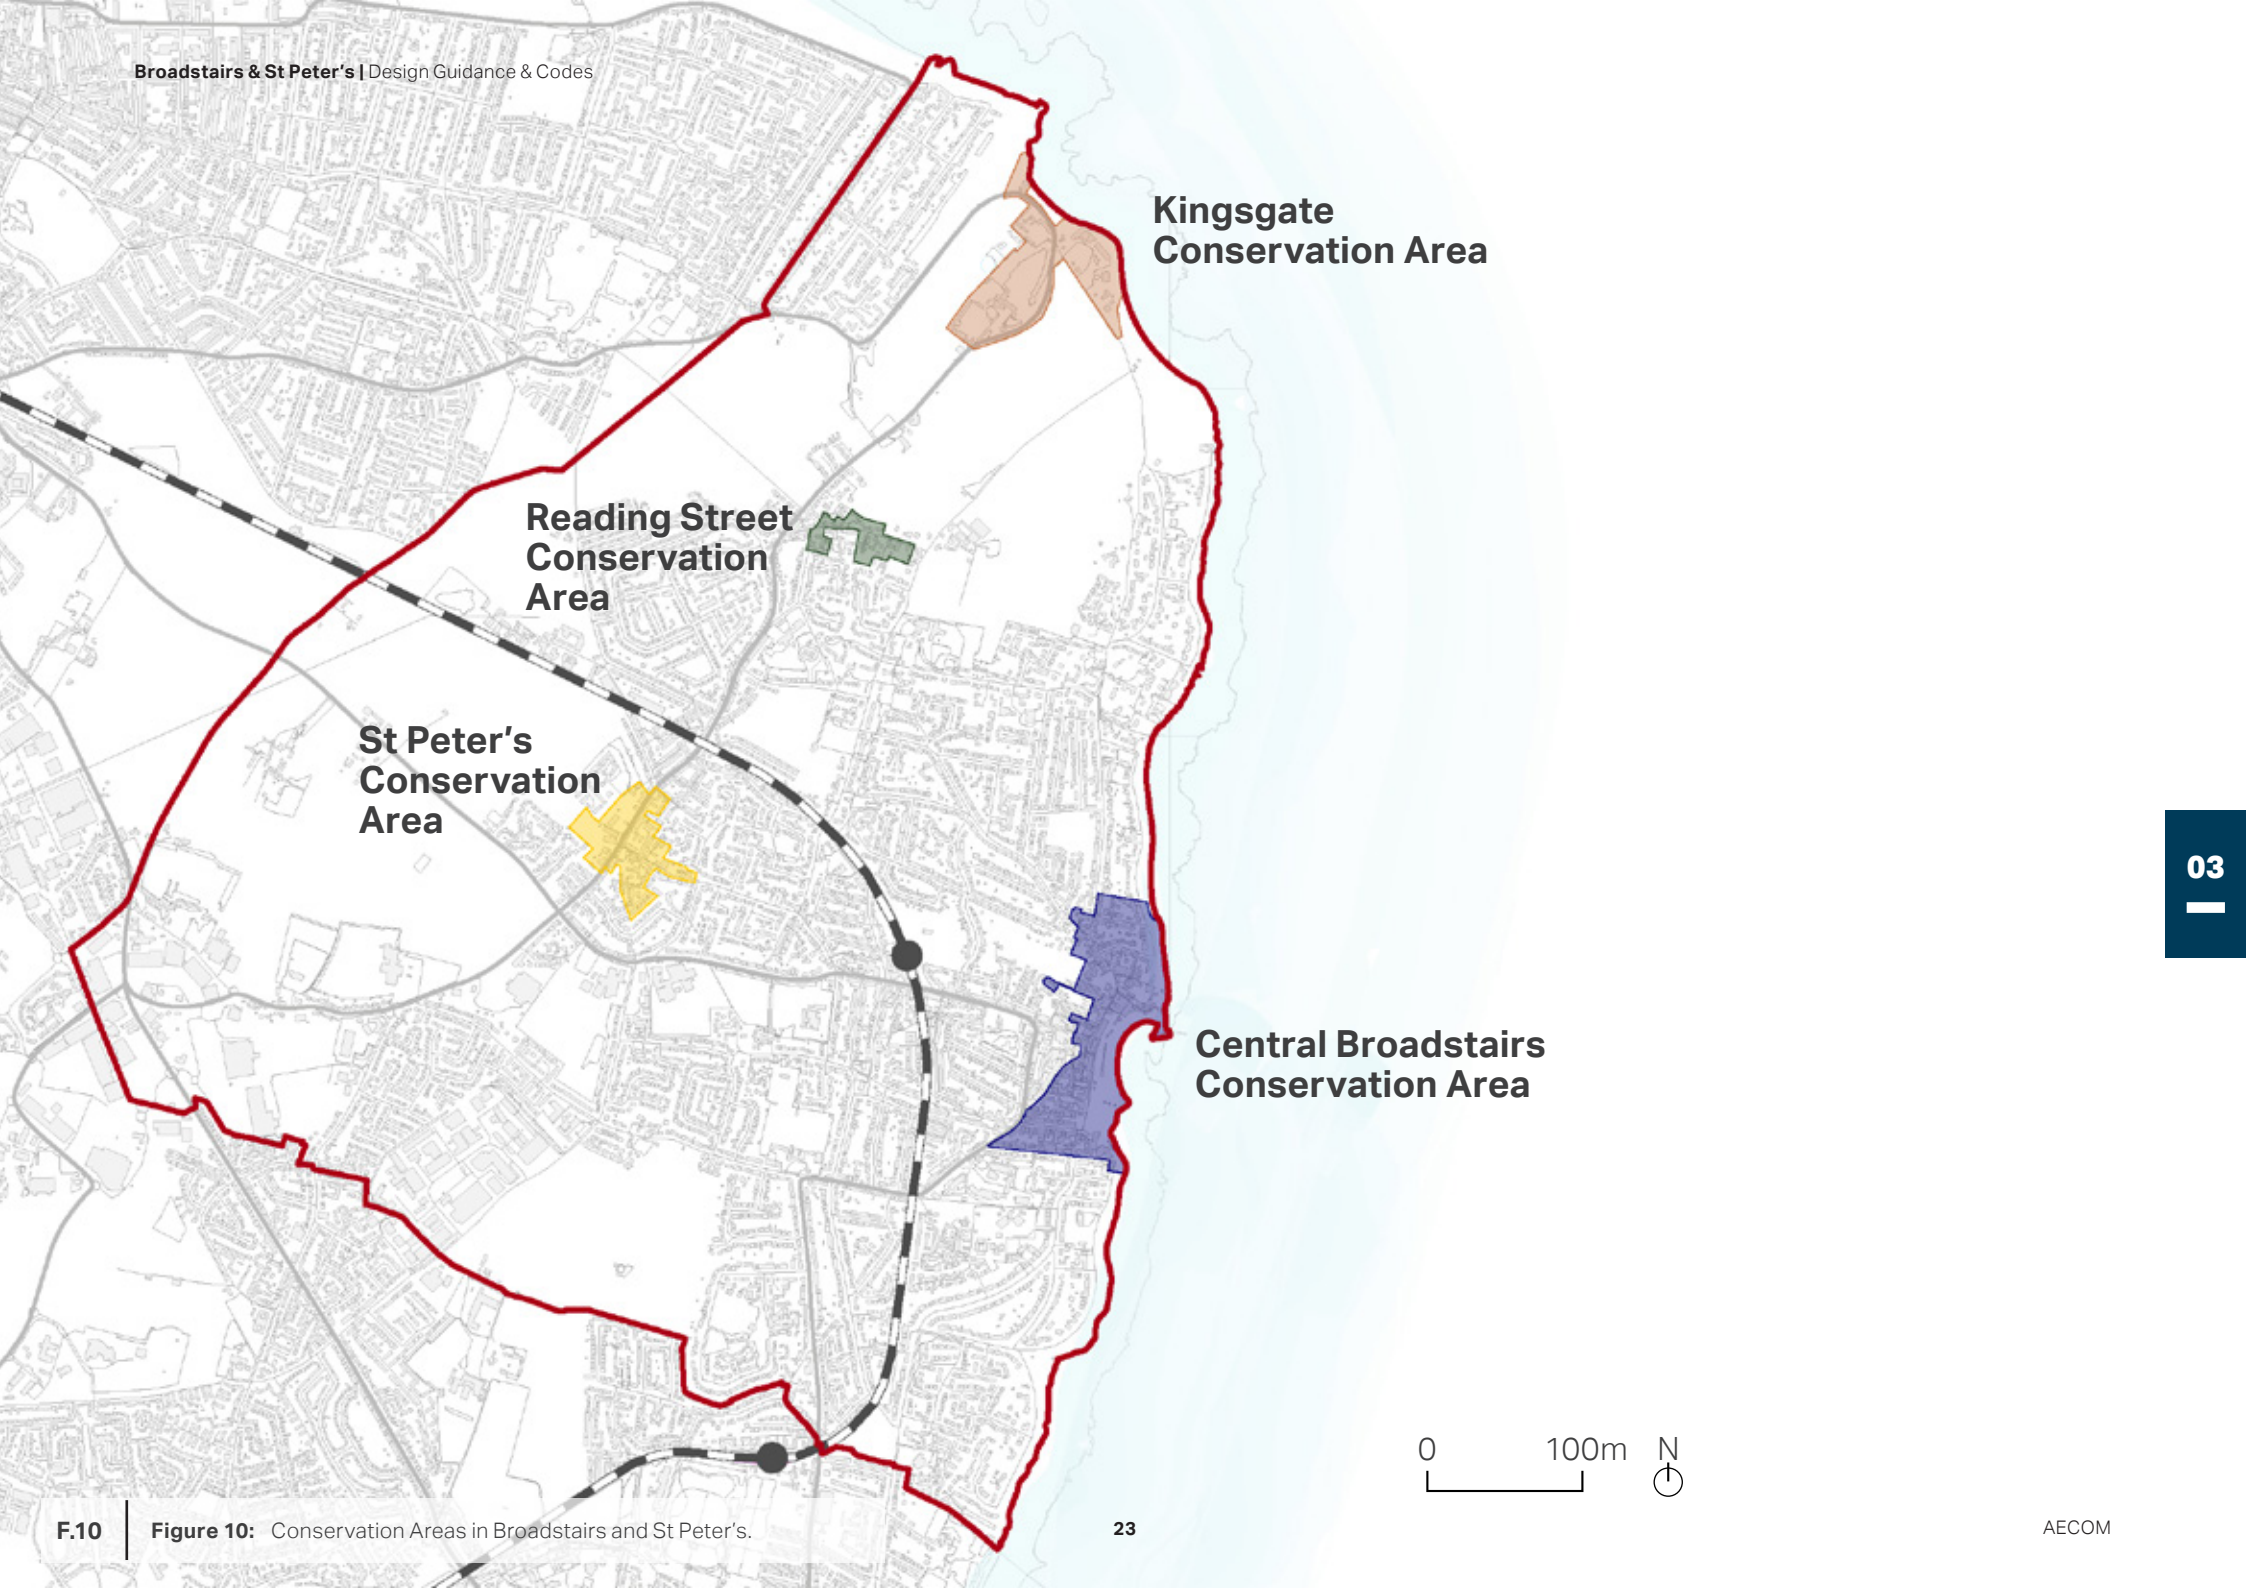 Broadstairs & St Peter's | Design Guidance & Codes
Kingsgate
Conservation Area
Reading Street
Conservation
Area
St Peter's
Conservation
Area
03
Central Broadstairs
Conservation Area
0 100m N
F.10 Figure 10: Conservation Areas in Broadstairs and St Peter's.
23
AECOM